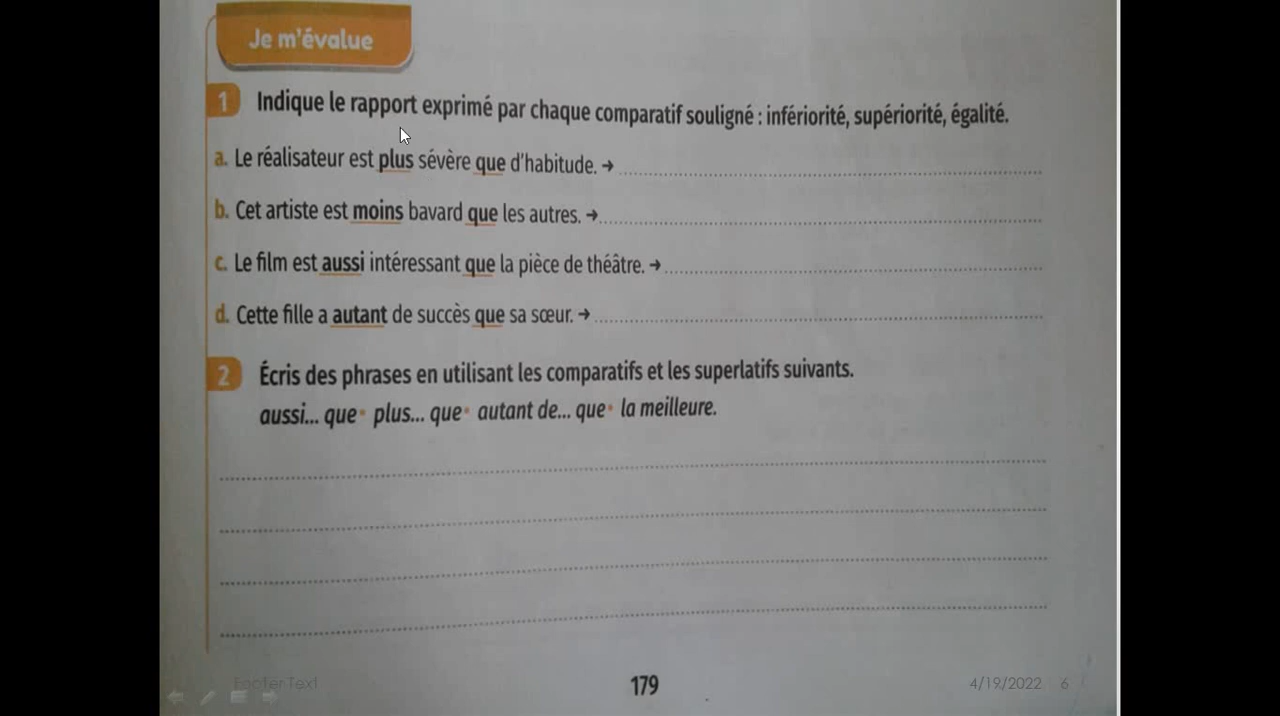 Je m'évalue
1 Indique le rapport exprimé par chaque comparatif souligné : infériorité, supériorité, égalité.
a. Le réalisateur est plus sévère que d'habitude. →
b. Cet artiste est moins bavard que les autres. →
c. Le film est aussi intéressant que la pièce de théâtre. →
d. Cette fille a autant de succès que sa sœur. →
2 Écris des phrases en utilisant les comparatifs et les superlatifs suivants.
aussi... que • plus... que • autant de... que • la meilleure.
Footer Text 179 4/19/2022 6